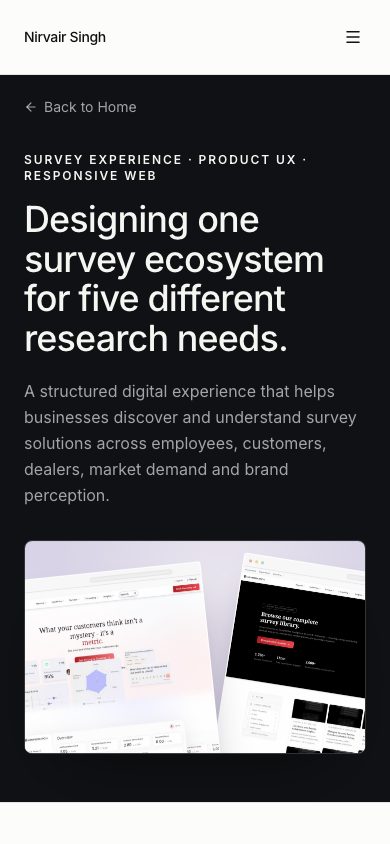 Nirvair Singh
Back to Home
SURVEY EXPERIENCE · PRODUCT UX ·
RESPONSIVE WEB
Designing one
survey ecosystem
for five different
research needs.
A structured digital experience that helps
businesses discover and understand survey
solutions across employees, customers,
dealers, market demand and brand
perception.
What your customers think isn't a
mystery - it's a
metric.
Browse our complete
survey library.
Overview